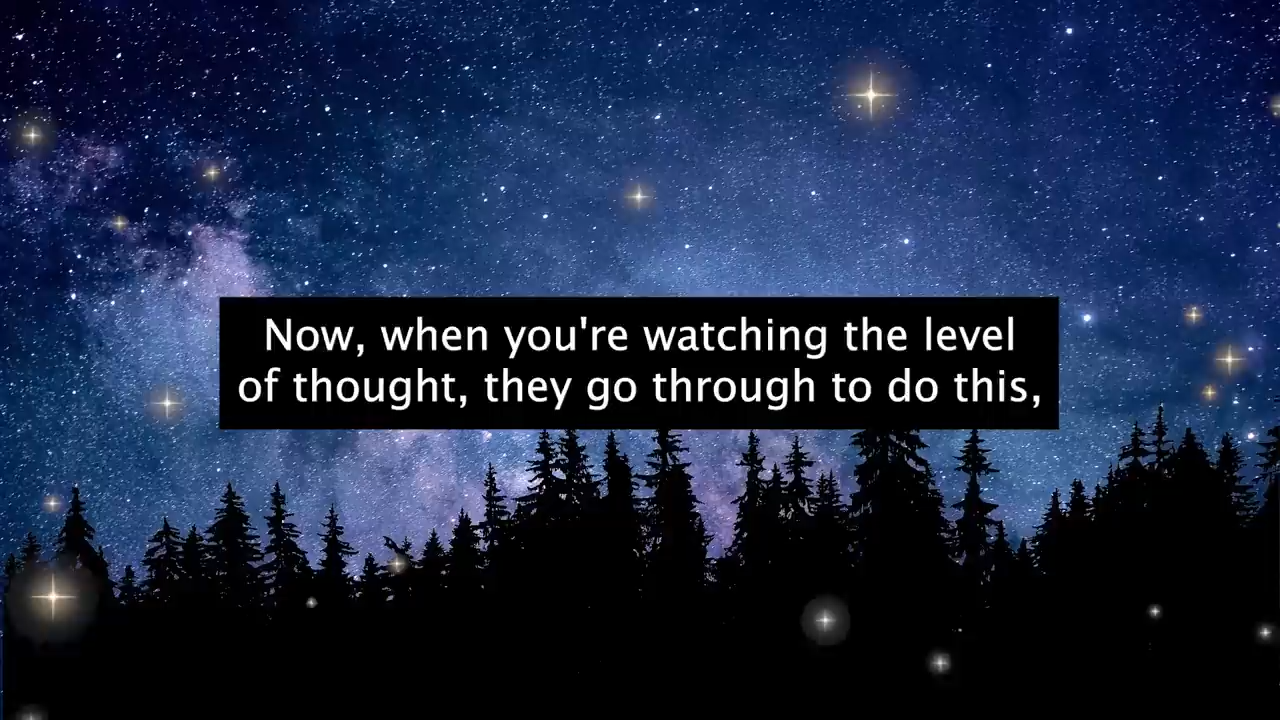 Now, when you're watching the level
of thought, they go through to do this,